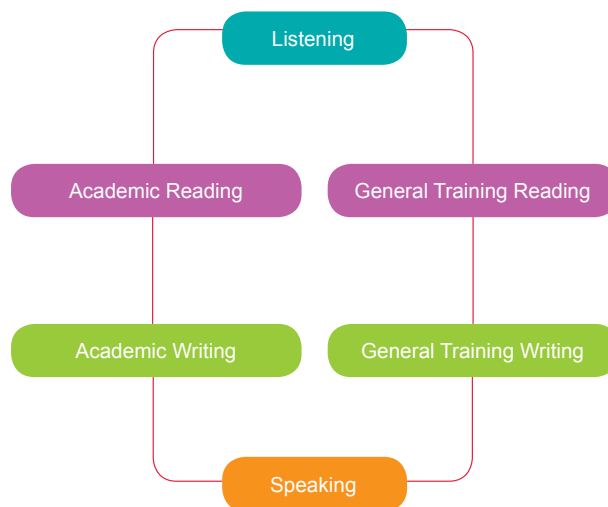 Listening
Academic Reading
General Training Reading
Academic Writing
General Training Writing
Speaking